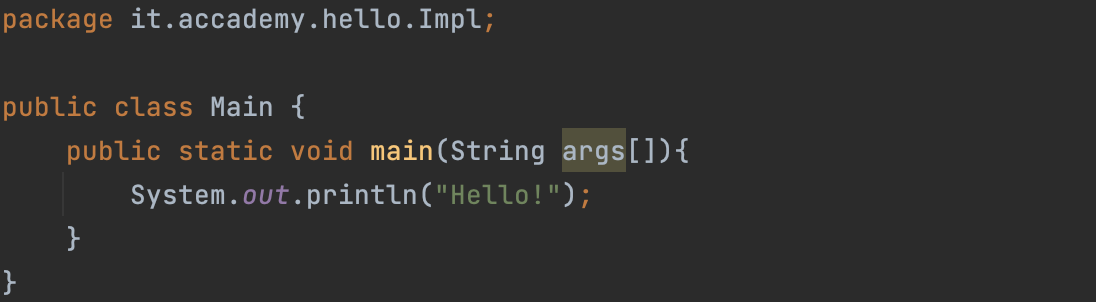 package it.accademy.hello.Impl;
public class Main {
public static void main(String args[]){
System.out.println("Hello!");
}
}